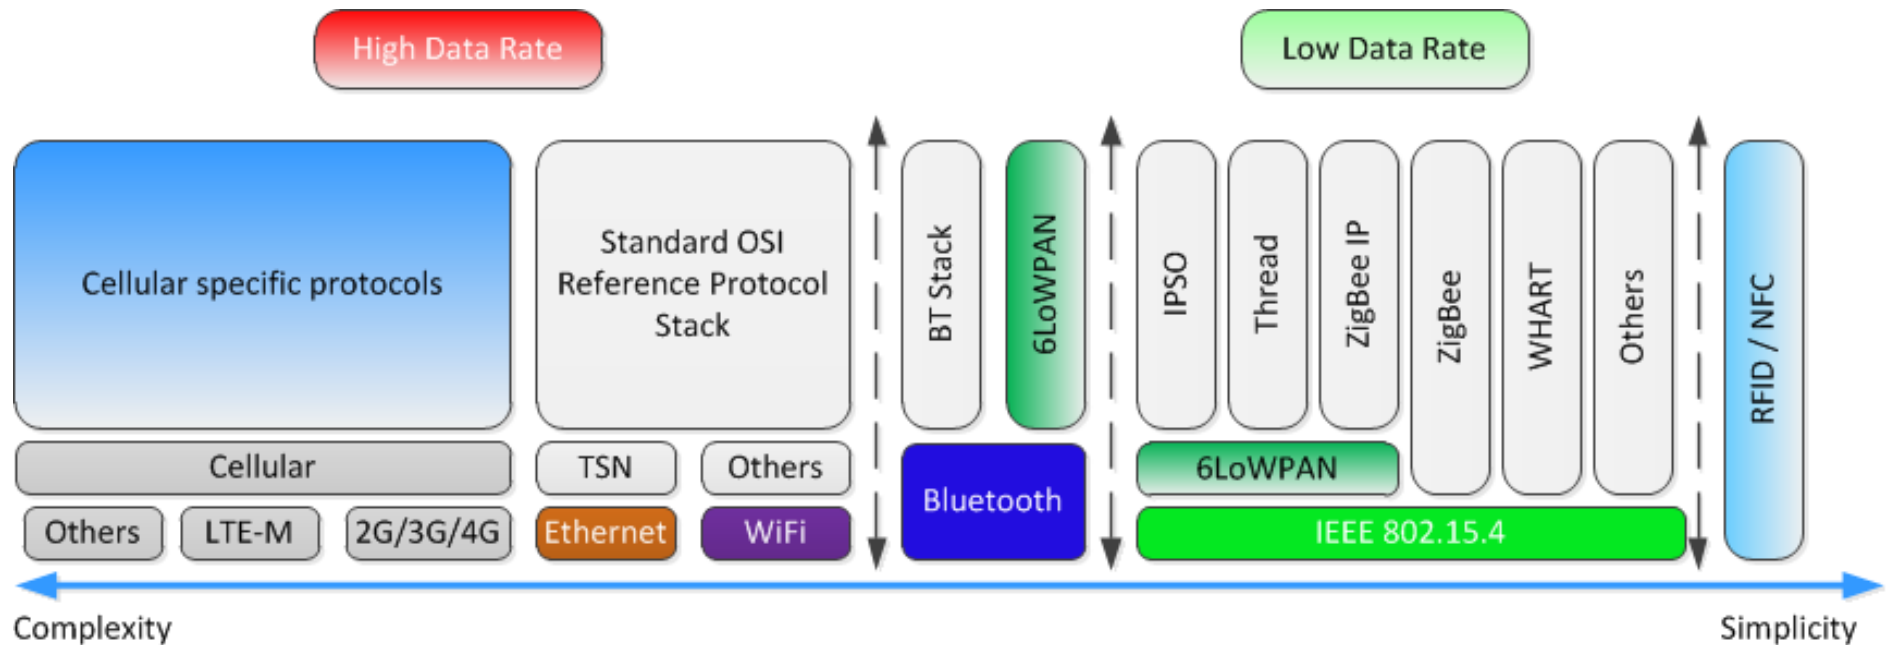 High Data Rate
Low Data Rate
Cellular specific protocols
Standard OSI
Reference Protocol
Stack
BT Stack
6LoWPAN
IPSO
Thread
ZigBee IP
ZigBee
WHART
Others
RFID / NFC
Cellular
TSN
Others
Bluetooth
6LoWPAN
Others
LTE-M
2G/3G/4G
Ethernet
WiFi
IEEE 802.15.4
Complexity
Simplicity